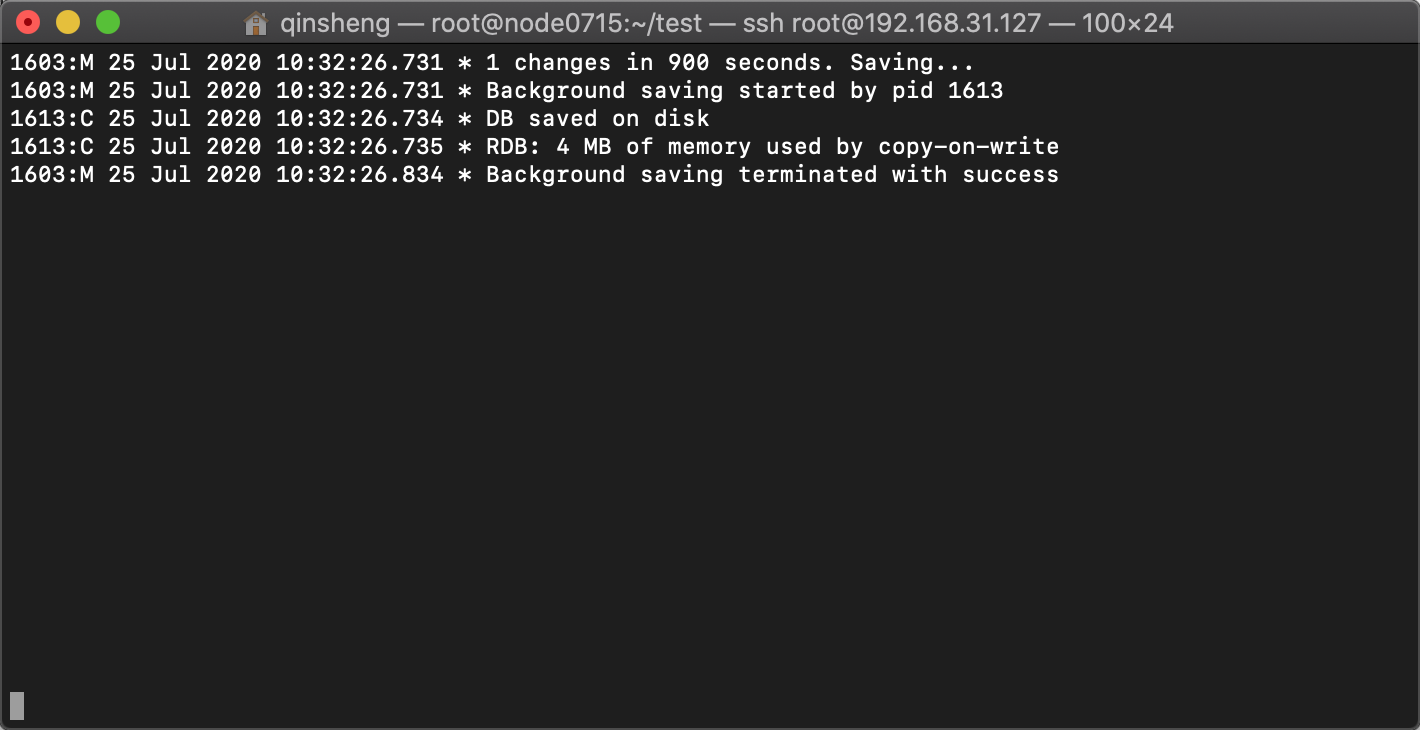 qinsheng — root@node0715:~/test — ssh root@192.168.31.127 — 100×24
1603:M 25 Jul 2020 10:32:26.731 * 1 changes in 900 seconds. Saving...
1603:M 25 Jul 2020 10:32:26.731 * Background saving started by pid 1613
1613:C 25 Jul 2020 10:32:26.734 * DB saved on disk
1613:C 25 Jul 2020 10:32:26.735 * RDB: 4 MB of memory used by copy-on-write
1603:M 25 Jul 2020 10:32:26.834 * Background saving terminated with success